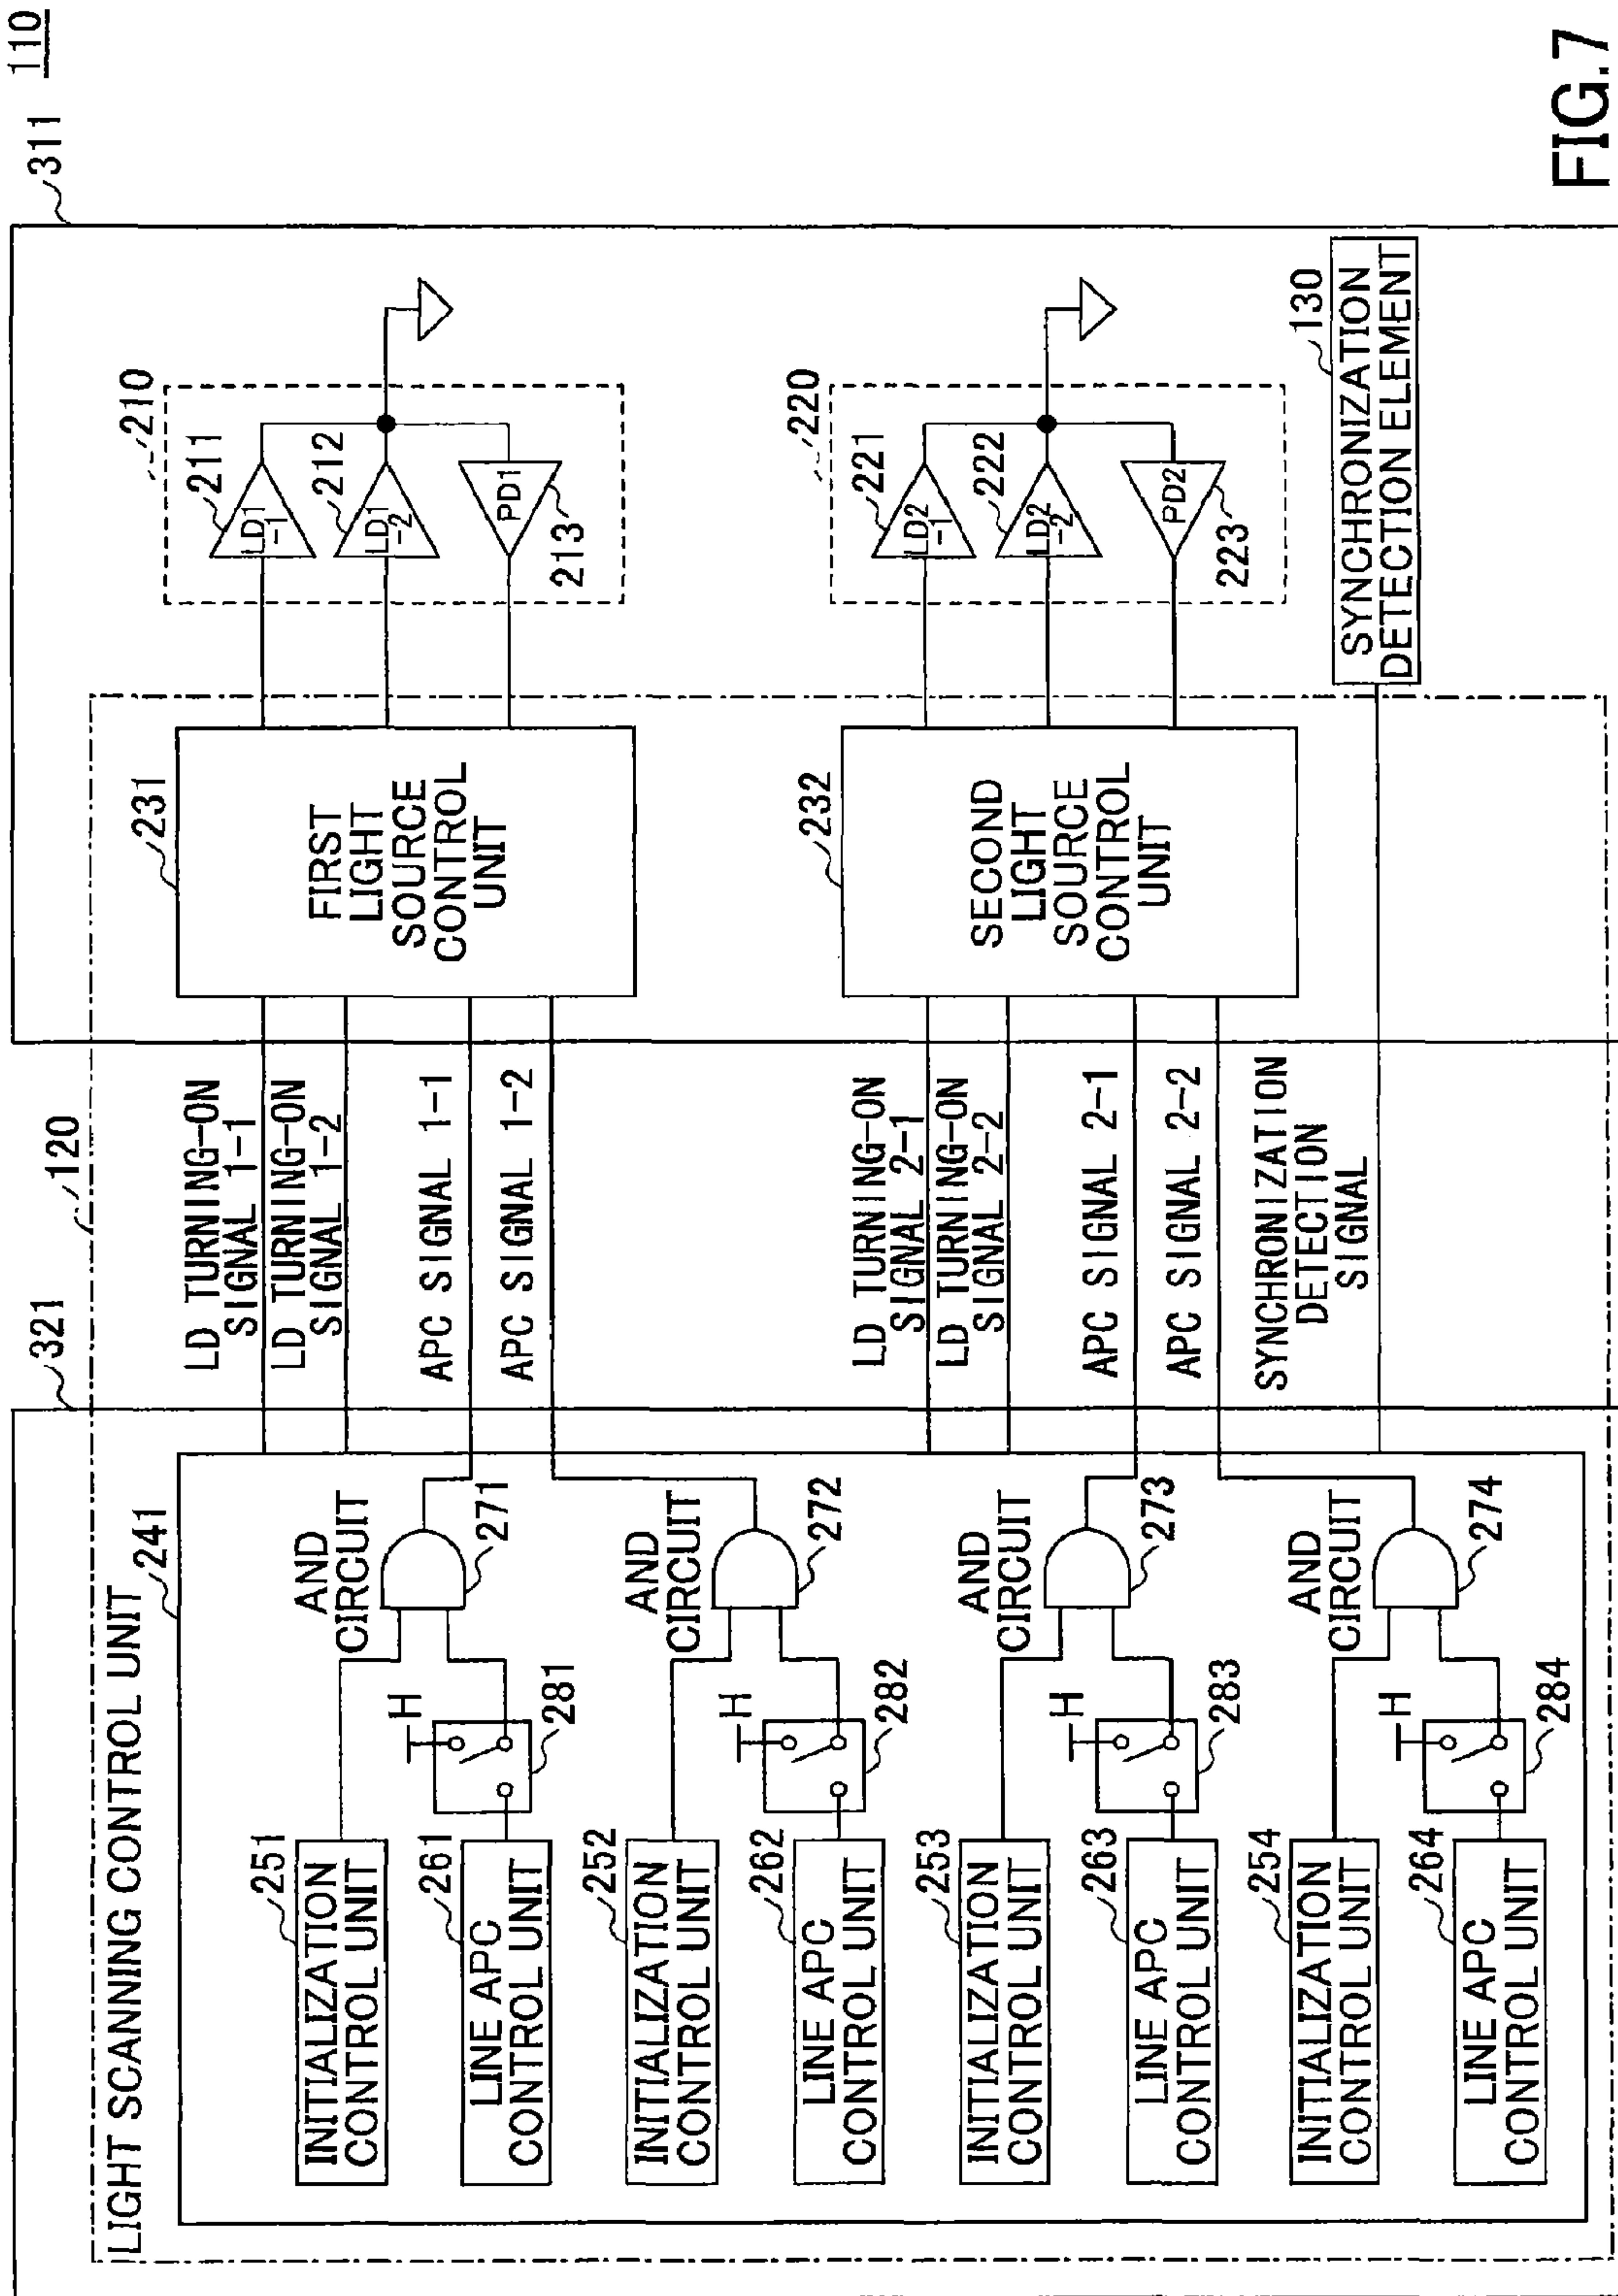 110
311
LIGHT SCANNING CONTROL UNIT
321
120
241
251
INITIALIZATION
CONTROL UNIT
261
LINE APC
CONTROL UNIT
H
281
AND
CIRCUIT
271
252
INITIALIZATION
CONTROL UNIT
262
LINE APC
CONTROL UNIT
H
282
AND
CIRCUIT
272
253
INITIALIZATION
CONTROL UNIT
263
LINE APC
CONTROL UNIT
H
283
AND
CIRCUIT
273
254
INITIALIZATION
CONTROL UNIT
264
LINE APC
CONTROL UNIT
H
284
AND
CIRCUIT
274
LD TURNING-ON
SIGNAL 1-1
LD TURNING-ON
SIGNAL 1-2
APC SIGNAL 1-1
APC SIGNAL 1-2
LD TURNING-ON
SIGNAL 2-1
LD TURNING-ON
SIGNAL 2-2
APC SIGNAL 2-1
APC SIGNAL 2-2
SYNCHRONIZATION
DETECTION
SIGNAL
231
FIRST
LIGHT
SOURCE
CONTROL
UNIT
232
SECOND
LIGHT
SOURCE
CONTROL
UNIT
210
211
LD1
-1
212
LD1
-2
PD1
213
220
221
LD2
-1
222
LD2
-2
PD2
223
130
SYNCHRONIZATION
DETECTION ELEMENT
FIG.7